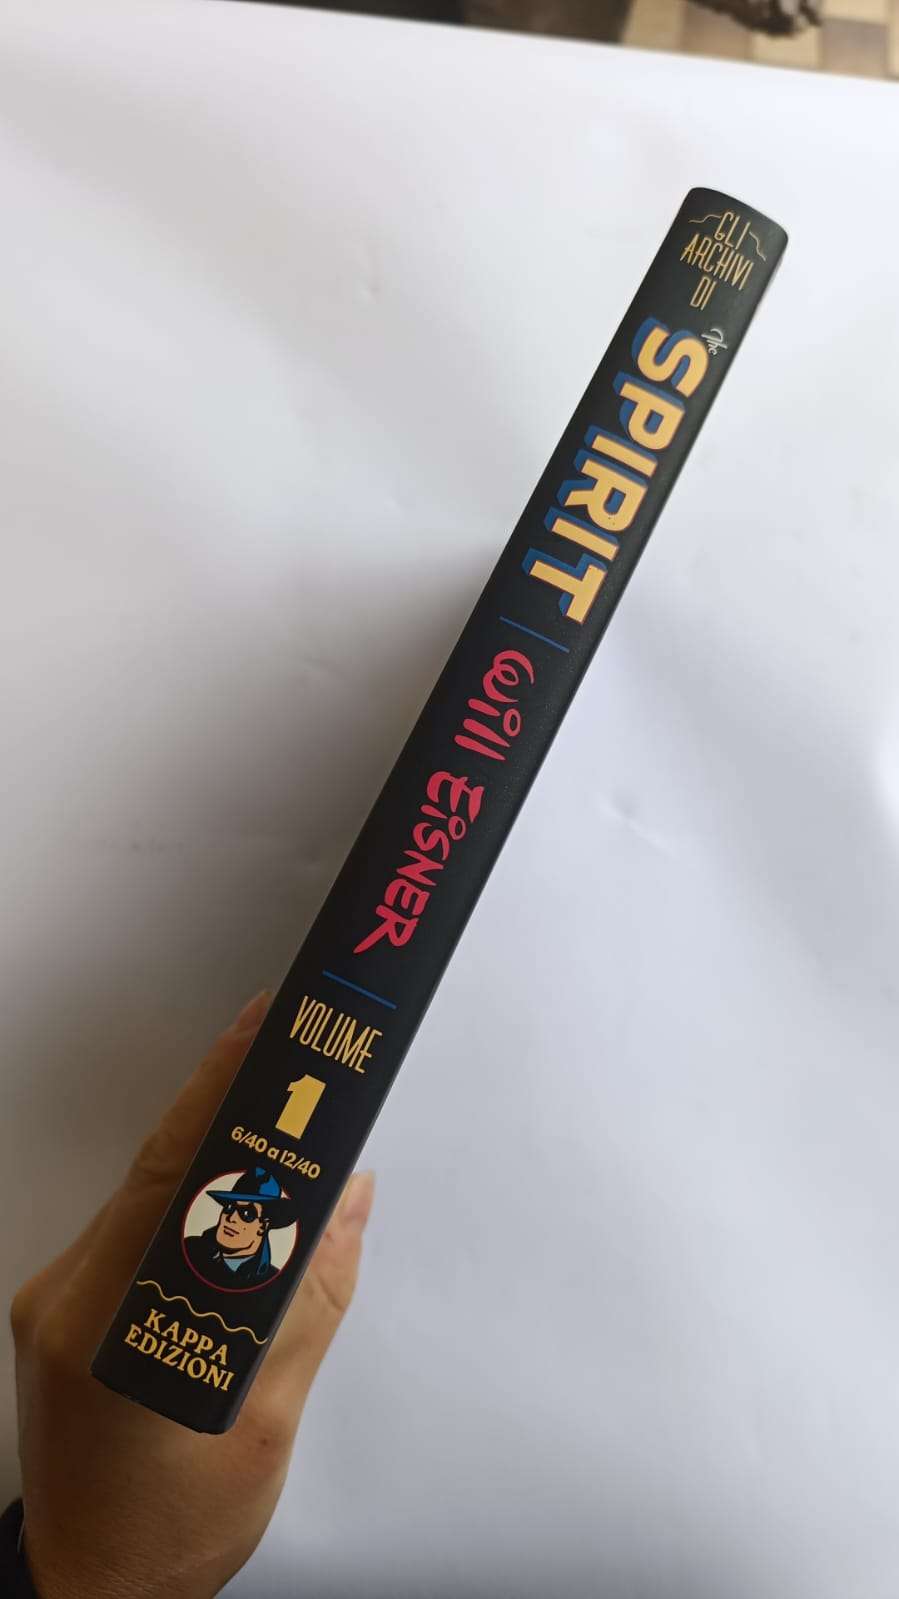 GLI
ARCHIVI
DI
The
SPIRIT
Will EiSNER
VOLUME
1
6/40 a 12/40
KAPPA
EDIZIONI